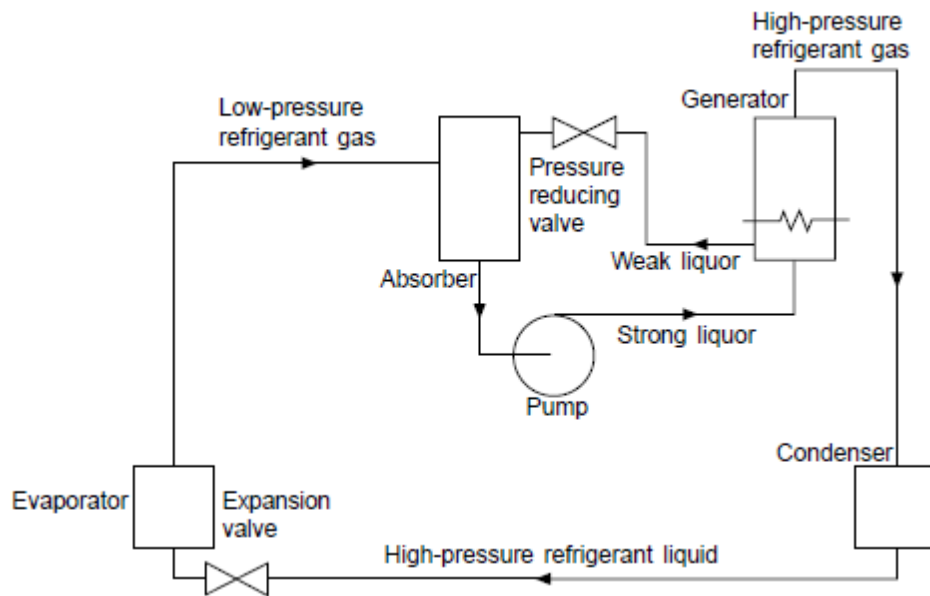 High-pressure
refrigerant gas
Generator
Low-pressure
refrigerant gas
Pressure
reducing
valve
Weak liquor
Absorber
Strong liquor
Pump
Condenser
Evaporator
Expansion
valve
High-pressure refrigerant liquid